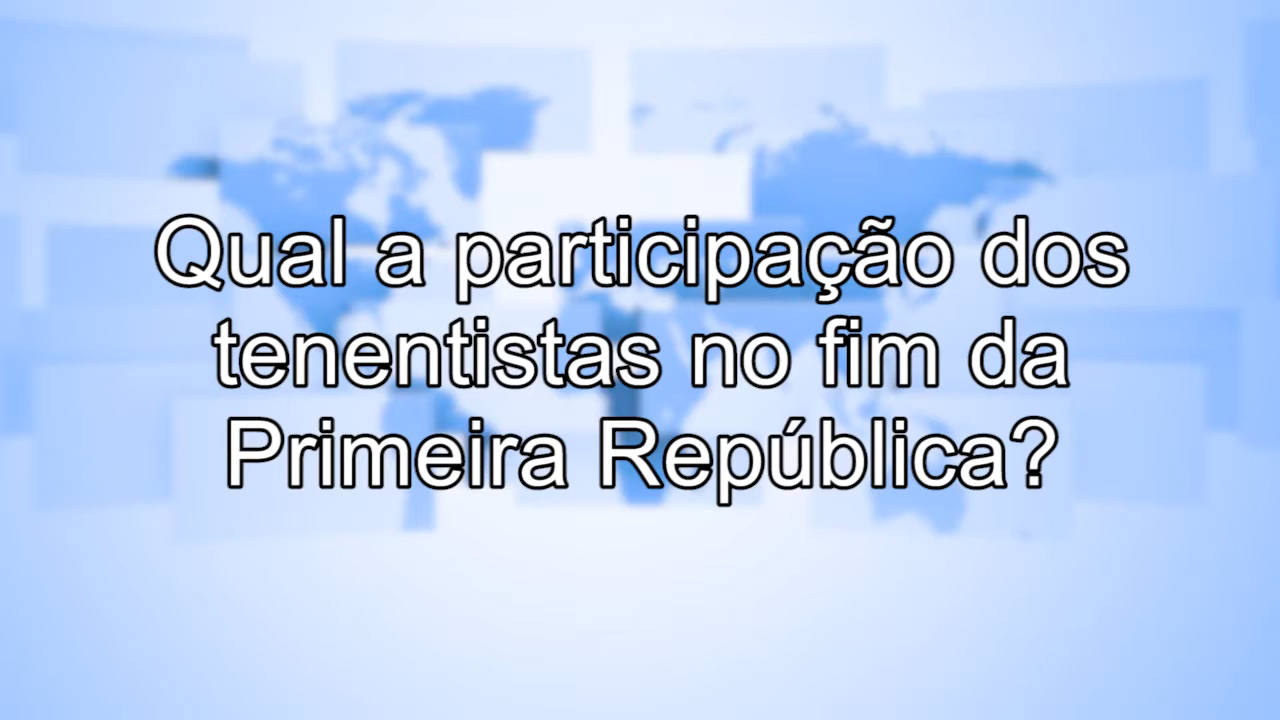 Qual a participação dos
tenentistas no fim da
Primeira República?